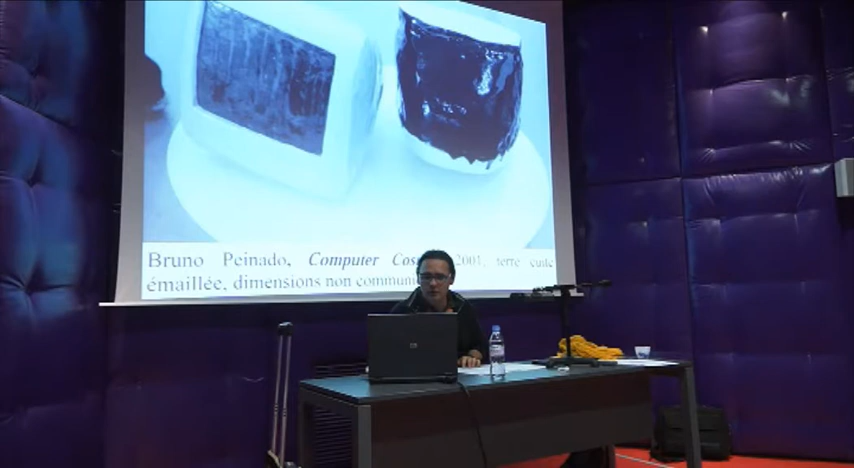 Bruno Peinado, Computer 2001, terre cuite
émaillée, dimensions non